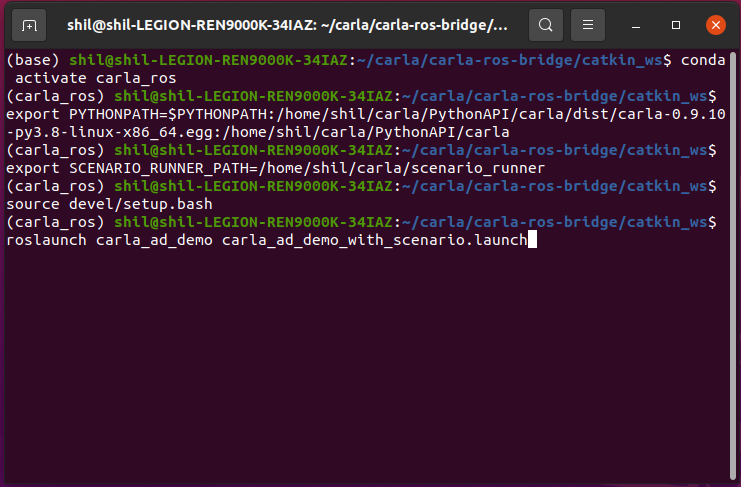 shil@shil-LEGION-REN9000K-34IAZ: ~/carla/carla-ros-bridge/...
(base) shil@shil-LEGION-REN9000K-34IAZ:~/carla/carla-ros-bridge/catkin_ws$ conda
 activate carla_ros
(carla_ros) shil@shil-LEGION-REN9000K-34IAZ:~/carla/carla-ros-bridge/catkin_ws$
export PYTHONPATH=$PYTHONPATH:/home/shil/carla/PythonAPI/carla/dist/carla-0.9.10
-py3.8-linux-x86_64.egg:/home/shil/carla/PythonAPI/carla
(carla_ros) shil@shil-LEGION-REN9000K-34IAZ:~/carla/carla-ros-bridge/catkin_ws$
export SCENARIO_RUNNER_PATH=/home/shil/carla/scenario_runner
(carla_ros) shil@shil-LEGION-REN9000K-34IAZ:~/carla/carla-ros-bridge/catkin_ws$
source devel/setup.bash
(carla_ros) shil@shil-LEGION-REN9000K-34IAZ:~/carla/carla-ros-bridge/catkin_ws$
roslaunch carla_ad_demo carla_ad_demo_with_scenario.launch